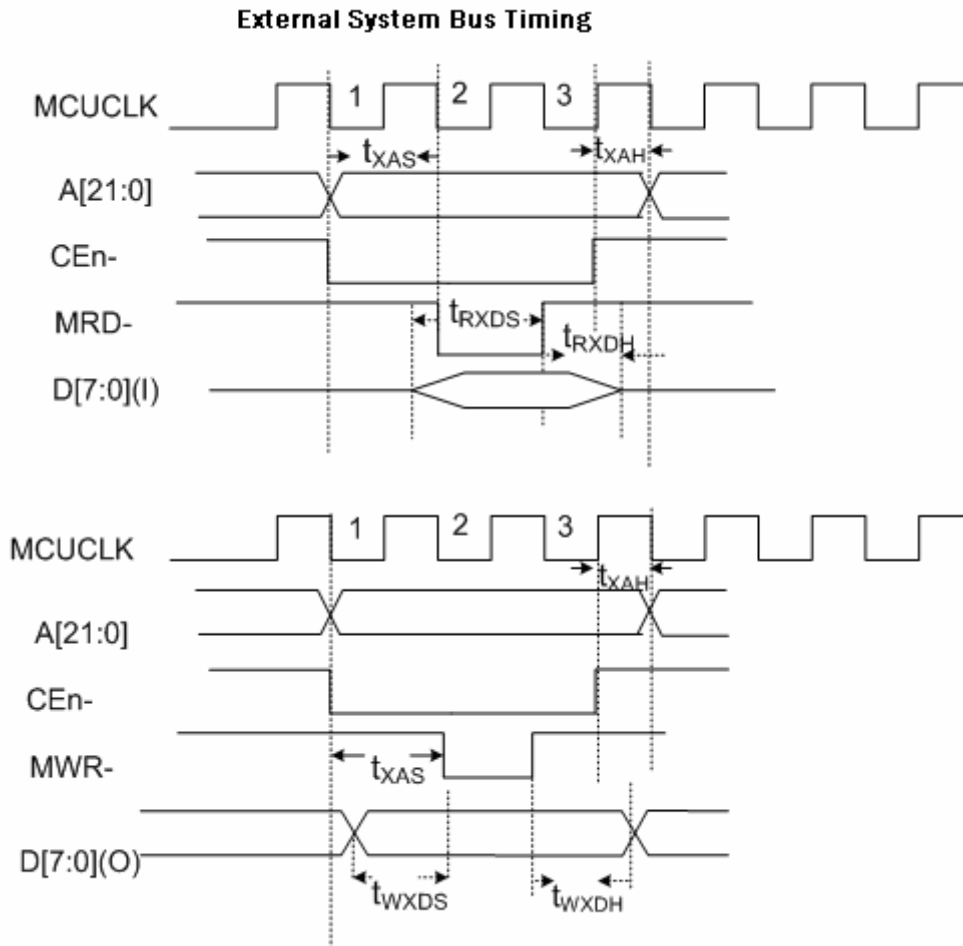 External System Bus Timing
MCUCLK
1 2 3
tXAS
tXAH
A[21:0]
CEn-
MRD-
tRXDS
tRXDH
D[7:0](I)
MCUCLK
1 2 3
tXAH
A[21:0]
CEn-
MWR-
tXAS
D[7:0](O)
tWXDS
tWXDH